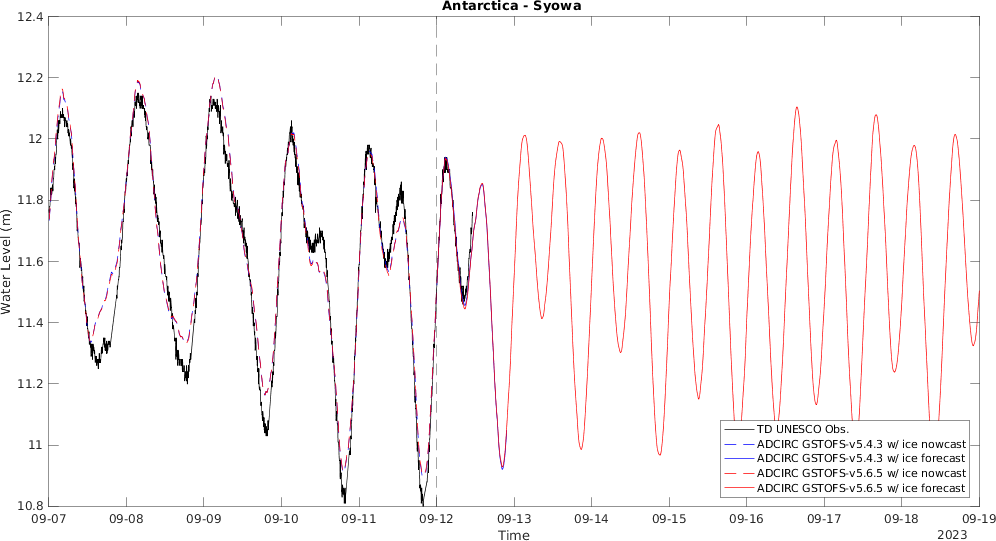 Antarctica - Syowa
12.4
12.2
12
11.8
11.6
11.4
11.2
11
10.8
Water Level (m)
TD UNESCO Obs.
ADCIRC GSTOFS-v5.4.3 w/ ice nowcast
ADCIRC GSTOFS-v5.4.3 w/ ice forecast
ADCIRC GSTOFS-v5.6.5 w/ ice nowcast
ADCIRC GSTOFS-v5.6.5 w/ ice forecast
09-07 09-08 09-09 09-10 09-11 09-12 09-13 09-14 09-15 09-16 09-17 09-18 09-19
Time
2023